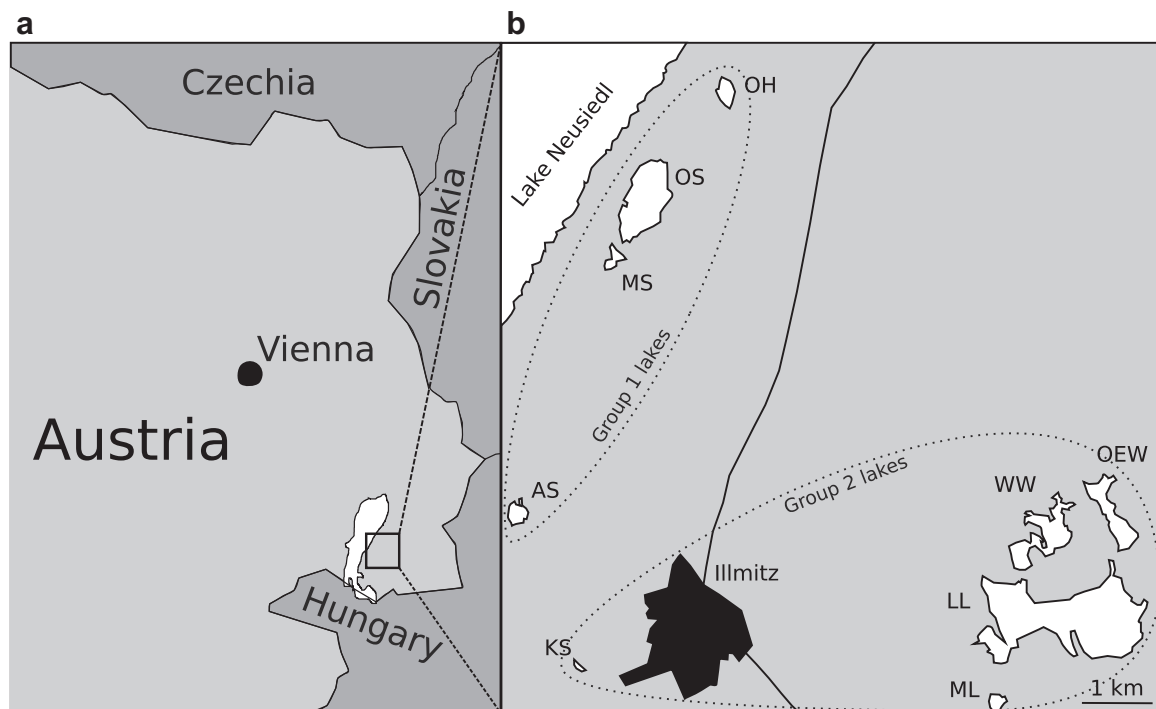 a
b
Czechia
Slovakia
Vienna
Austria
Hungary
Lake Neusiedl
OH
OS
MS
Group 1 lakes
AS
Group 2 lakes
OEW
WW
Illmitz
LL
KS
ML
1 km